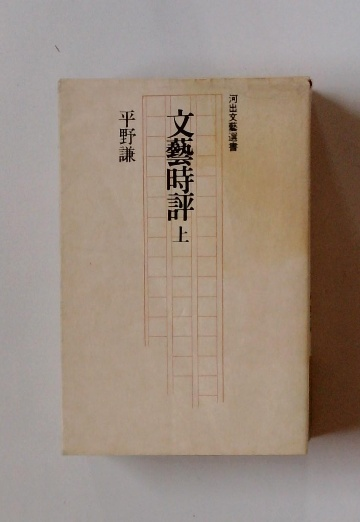 河出文藝選書
文藝時評 上
平野謙